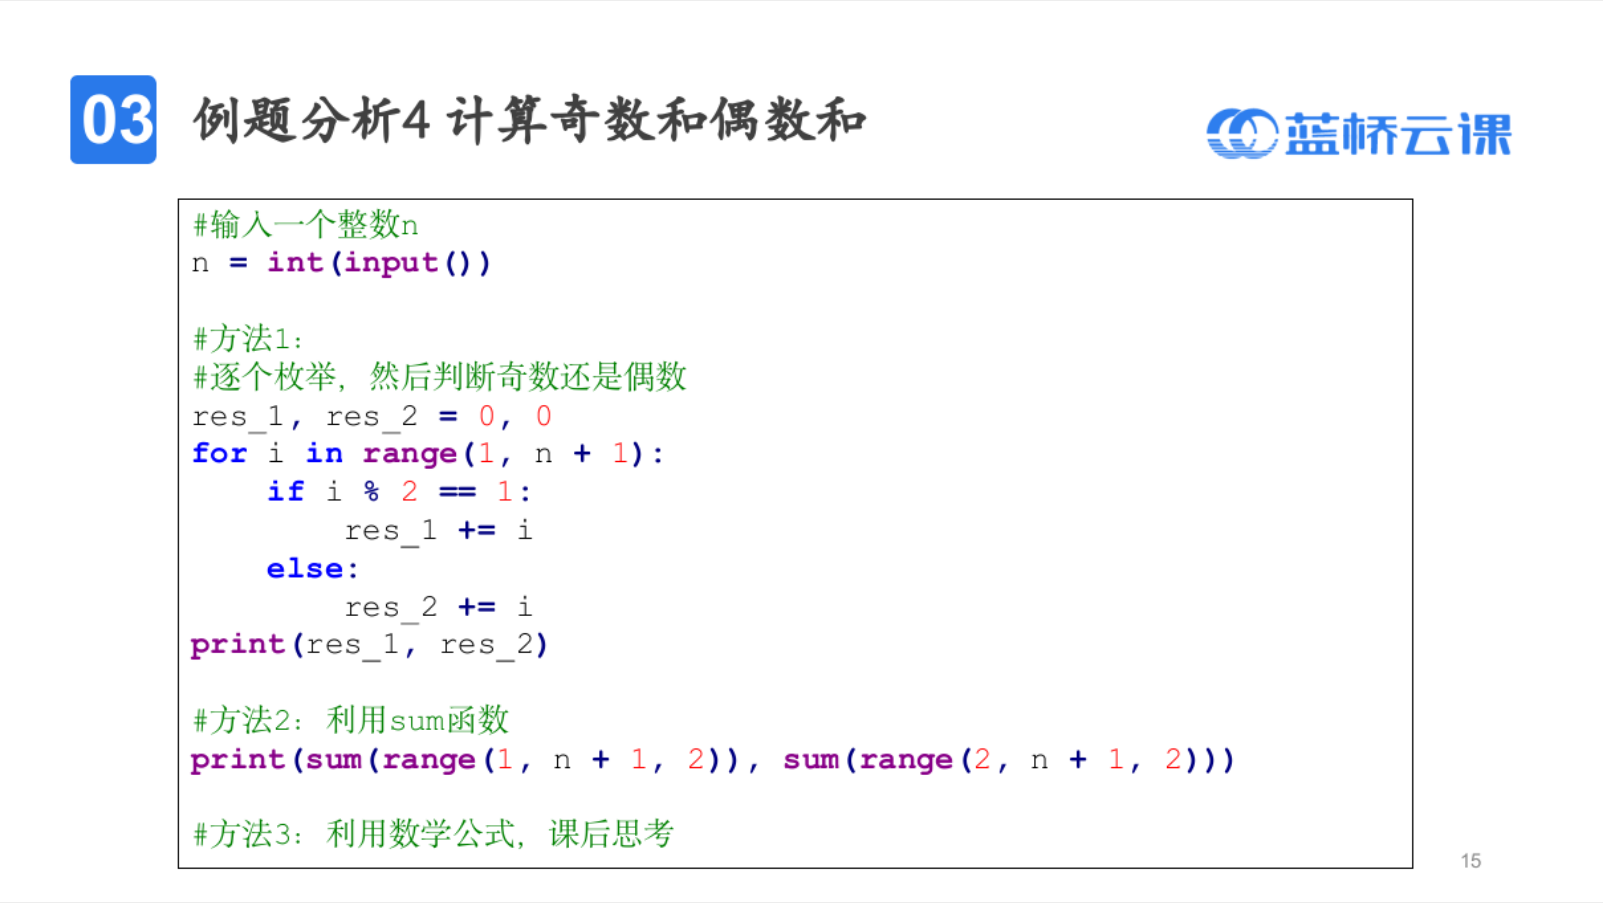 03 例题分析4 计算奇数和偶数和
蓝桥云课
#输入一个整数n
n = int(input())
#方法1：
#逐个枚举，然后判断奇数还是偶数
res_1, res_2 = 0, 0
for i in range(1, n + 1):
    if i % 2 == 1:
        res_1 += i
    else:
        res_2 += i
print(res_1, res_2)
#方法2：利用sum函数
print(sum(range(1, n + 1, 2)), sum(range(2, n + 1, 2)))
#方法3：利用数学公式，课后思考
15